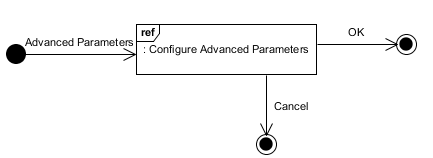 ref
OK
Advanced Parameters
: Configure Advanced Parameters
Cancel